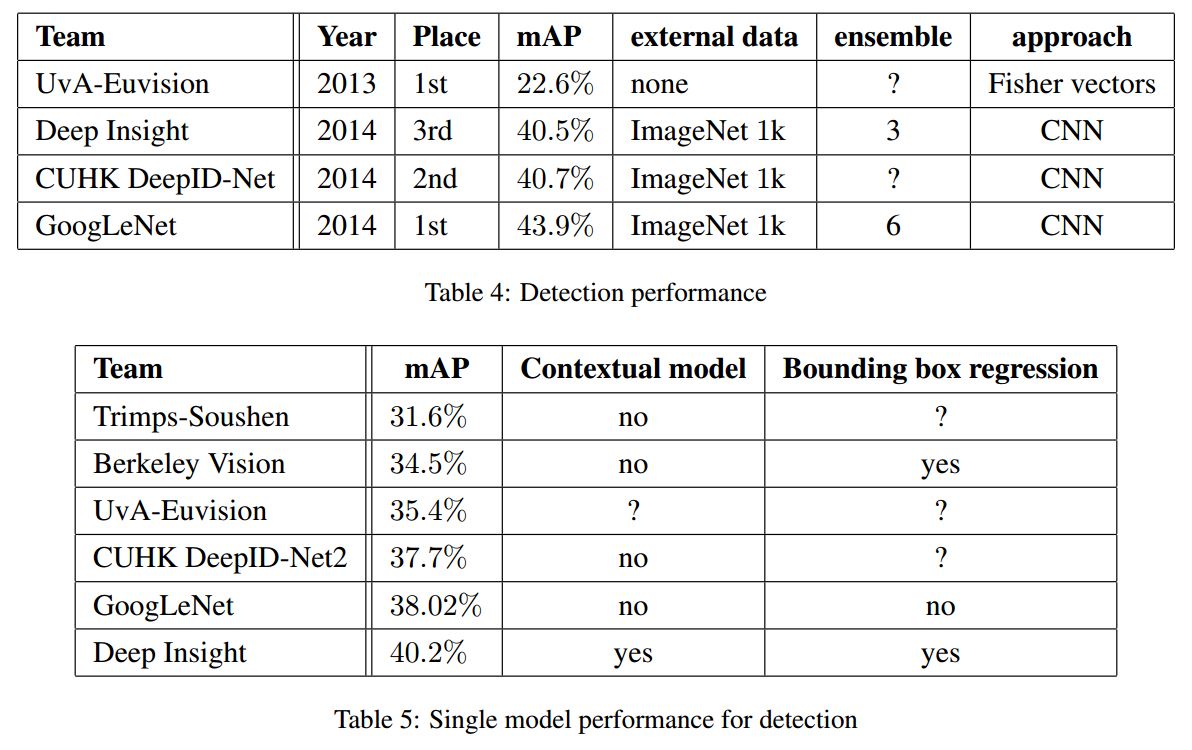 Team Year Place mAP external data ensemble approach
UvA-Euvision 2013 1st 22.6% none ? Fisher vectors
Deep Insight 2014 3rd 40.5% ImageNet 1k 3 CNN
CUHK DeepID-Net 2014 2nd 40.7% ImageNet 1k ? CNN
GoogLeNet 2014 1st 43.9% ImageNet 1k 6 CNN
Table 4: Detection performance
Team mAP Contextual model Bounding box regression
Trimps-Soushen 31.6% no ?
Berkeley Vision 34.5% no yes
UvA-Euvision 35.4% ? ?
CUHK DeepID-Net2 37.7% no ?
GoogLeNet 38.02% no no
Deep Insight 40.2% yes yes
Table 5: Single model performance for detection